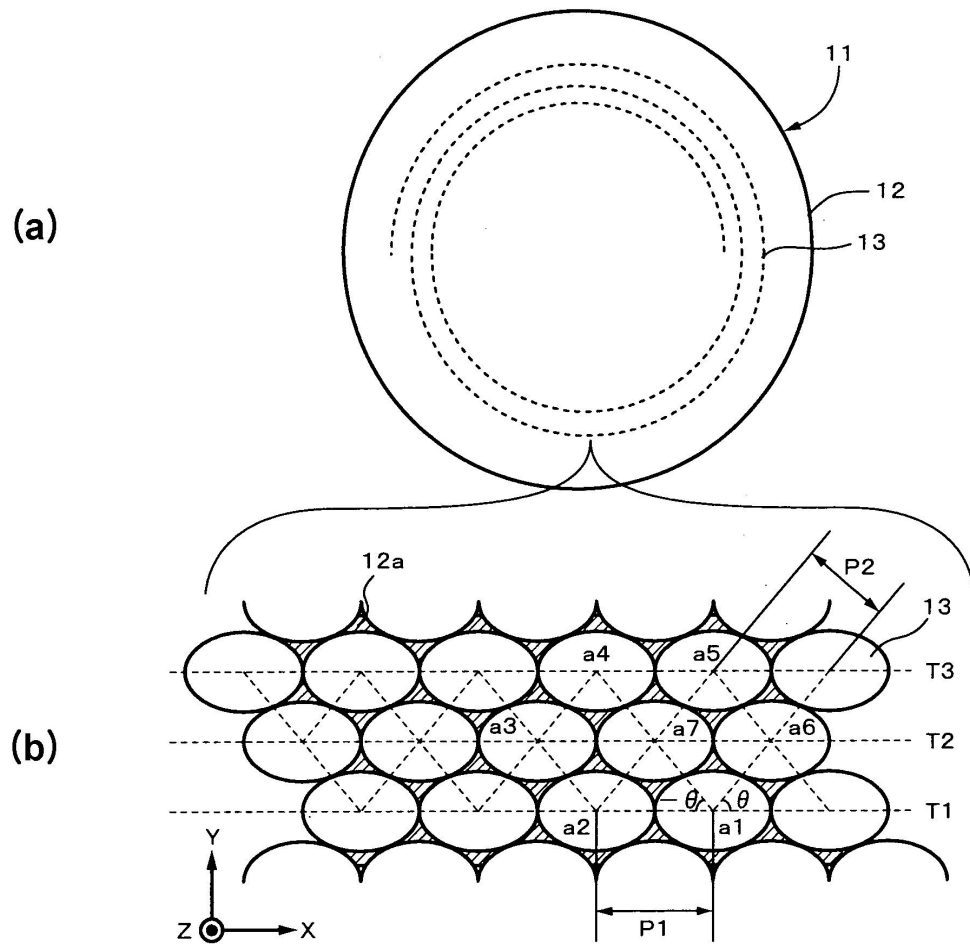 (a)
11
12
13
(b)
12a
P2
13
a4 a5 T3
a3 a7 a6 T2
-θ θ T1
a2 a1
Y
Z X
P1